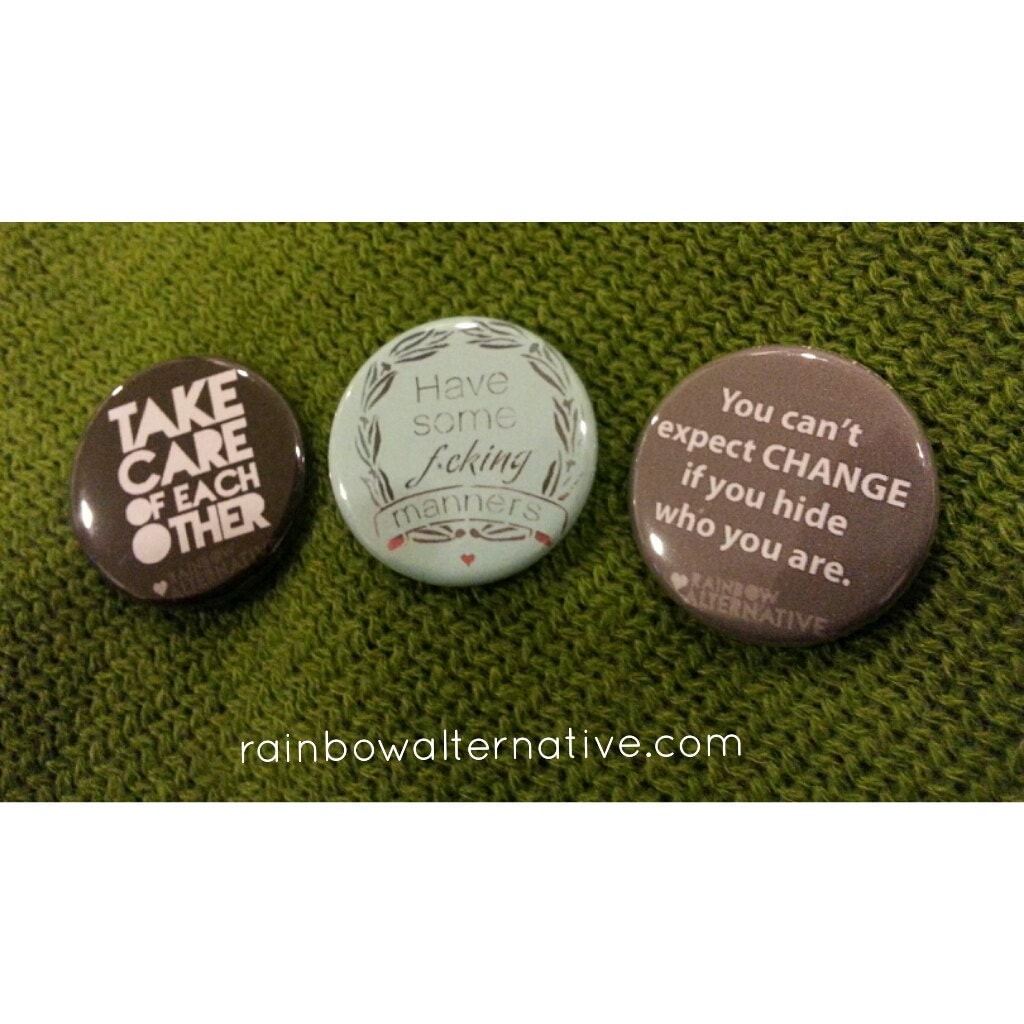 TAKE
CARE
OF EACH
OTHER
RAINBOW
ALTERNATIVE
Have
some
f.cking
manners
You can't
expect CHANGE
if you hide
who you are.
RAINBOW
ALTERNATIVE
rainbowalternative.com